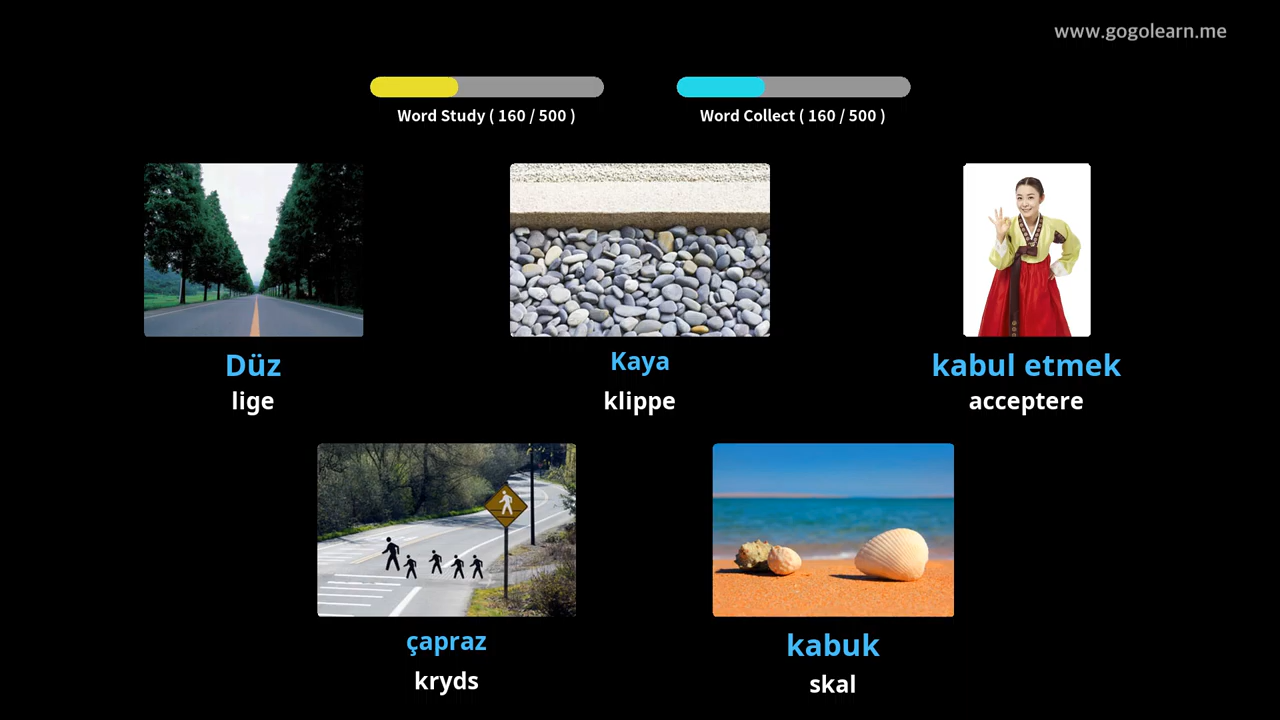 www.gogolearn.me
Word Study ( 160 / 500 )
Word Collect ( 160 / 500 )
Düz
lige
Kaya
klippe
kabul etmek
acceptere
çapraz
kryds
kabuk
skal